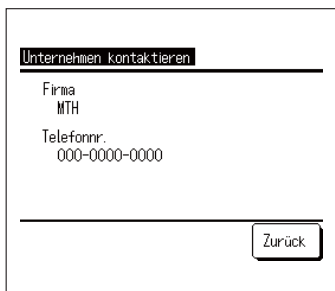 Unternehmen kontaktieren
Firma
MTH
Telefonnr.
000-0000-0000
Zurück